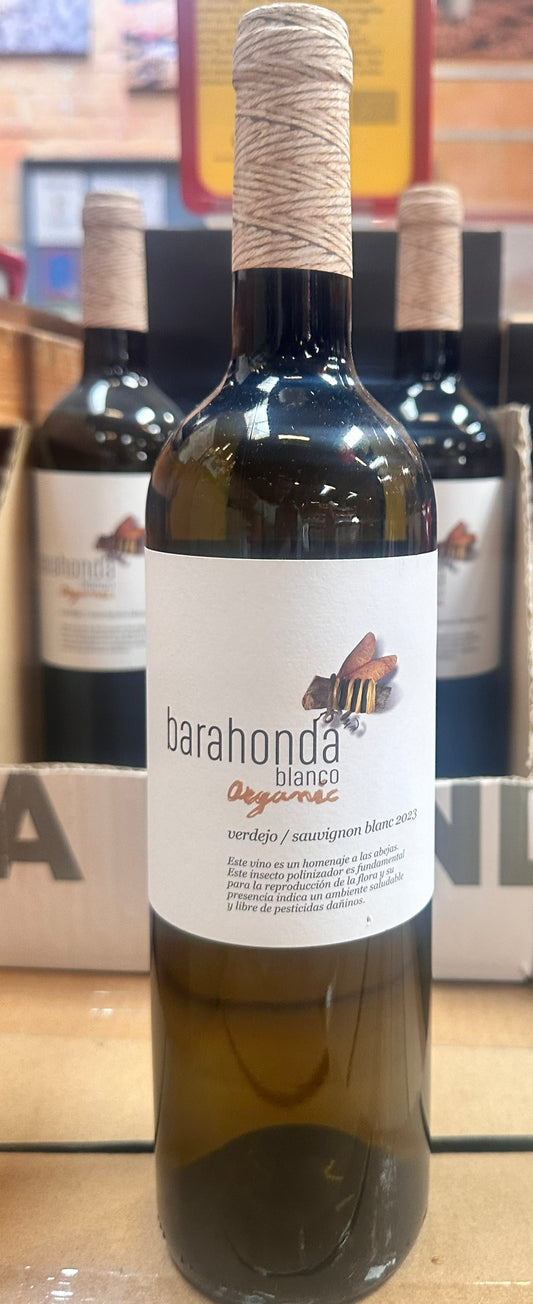 barahonda
blanco
Organic
verdejo / sauvignon blanc 2023
Este vino es un homenaje a las abejas.
Este insecto polinizador es fundamental
para la reproducción de la flora y su
presencia indica un ambiente saludable
y libre de pesticidas dañinos.
barahonda
A